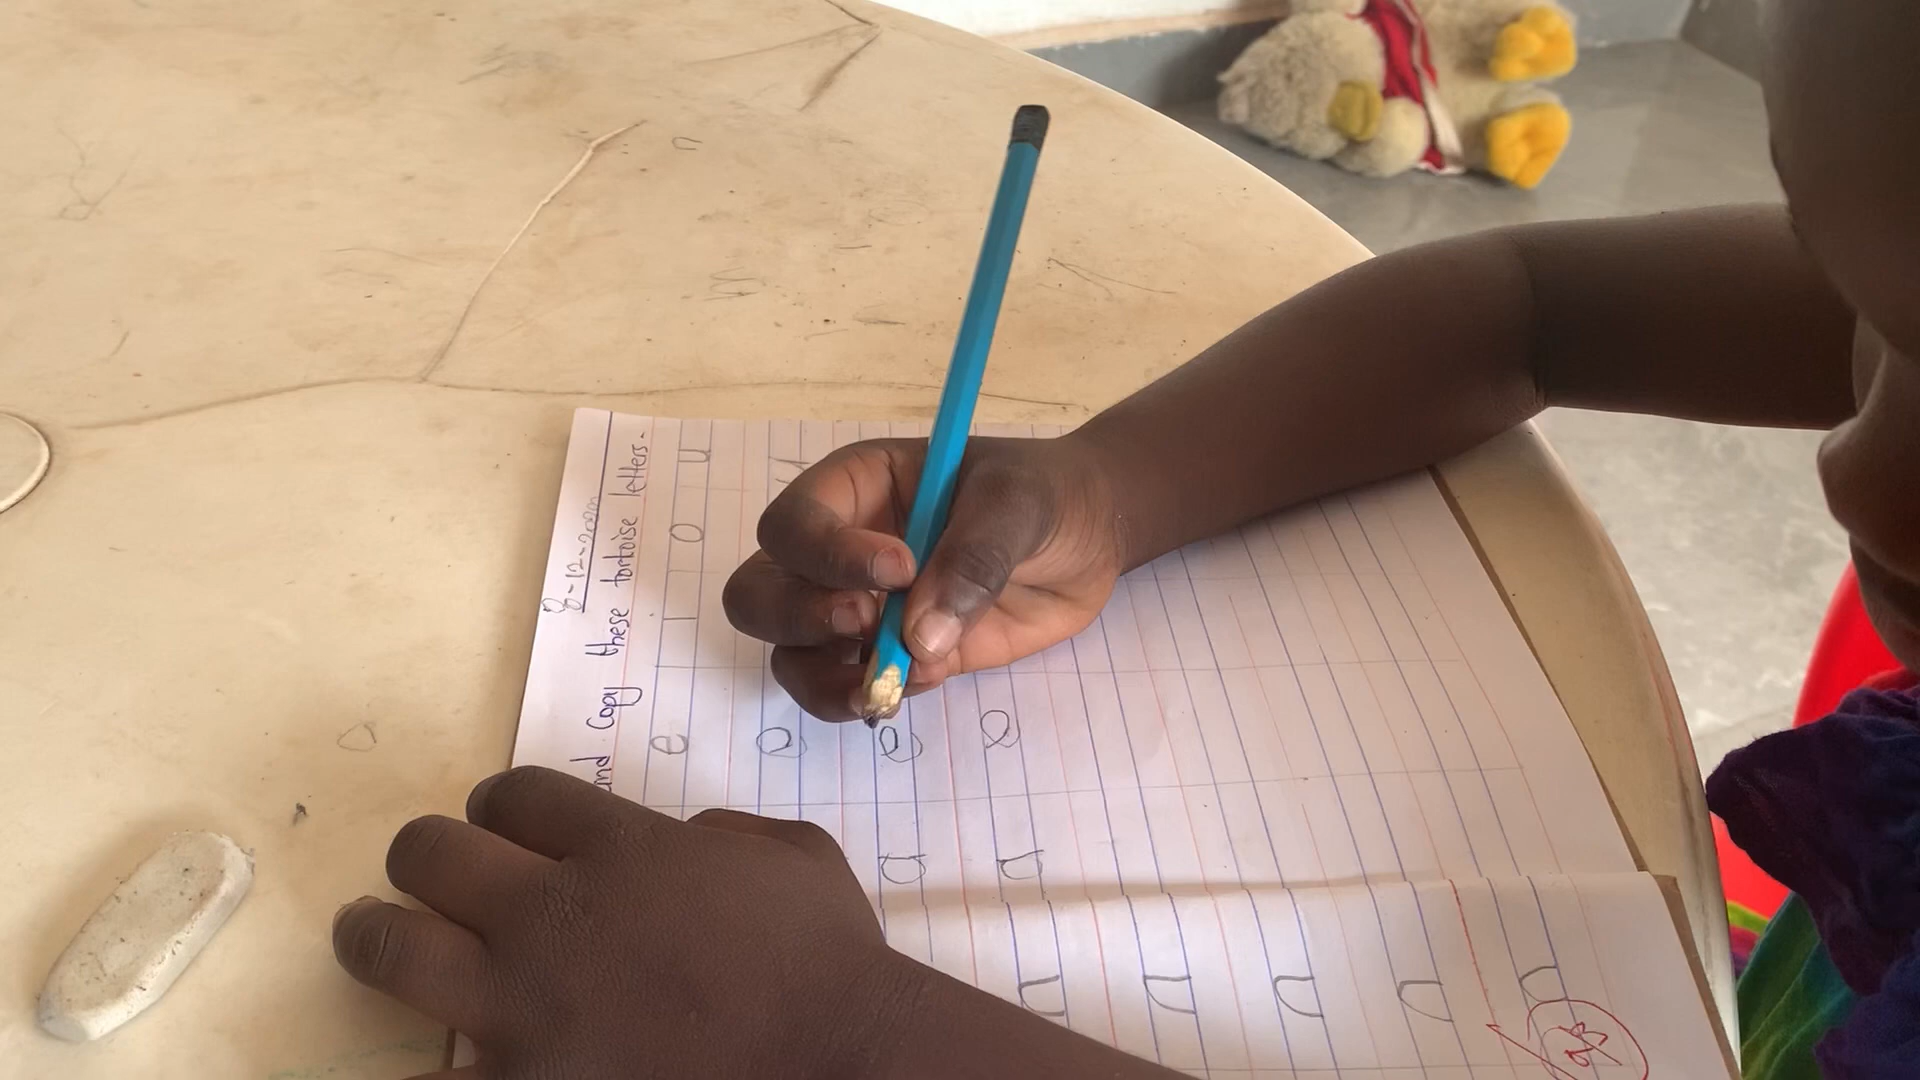 8-12-2020
and copy these tortoise letters.
e i o u
e
e
a
a
n n n n n